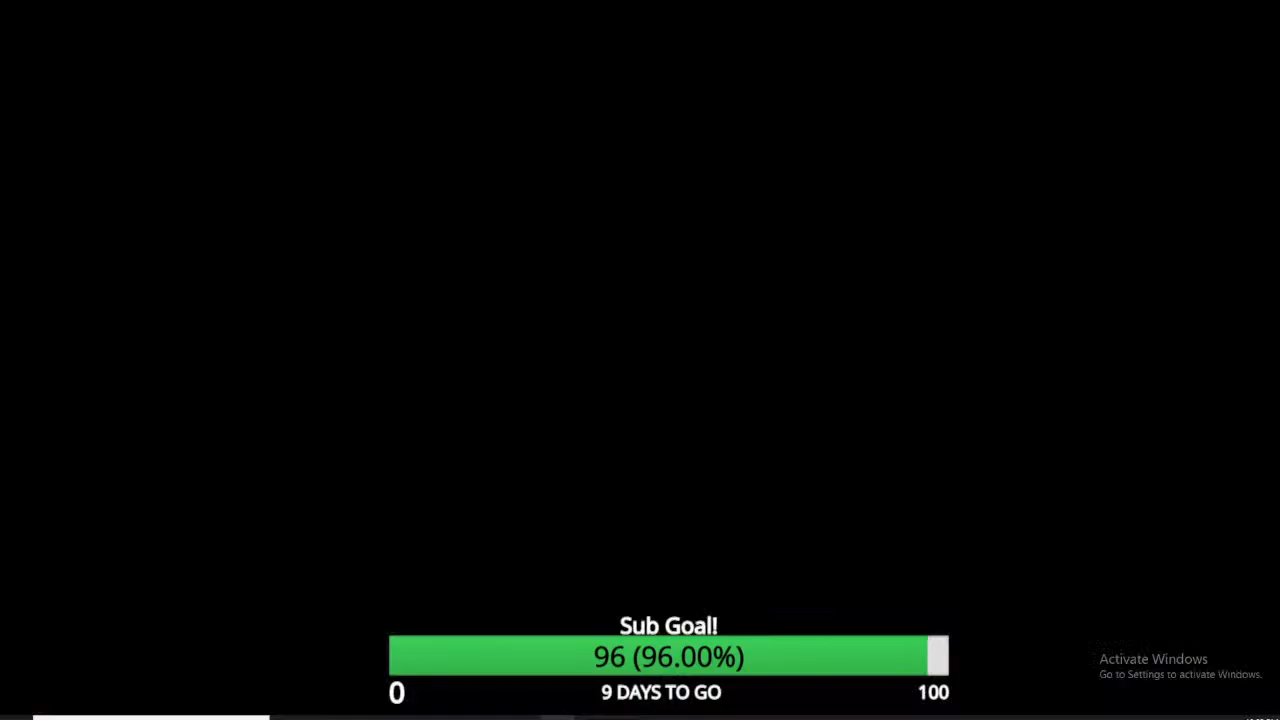 Sub Goal!
96 (96.00%)
0 9 DAYS TO GO 100
Activate Windows
Go to Settings to activate Windows.